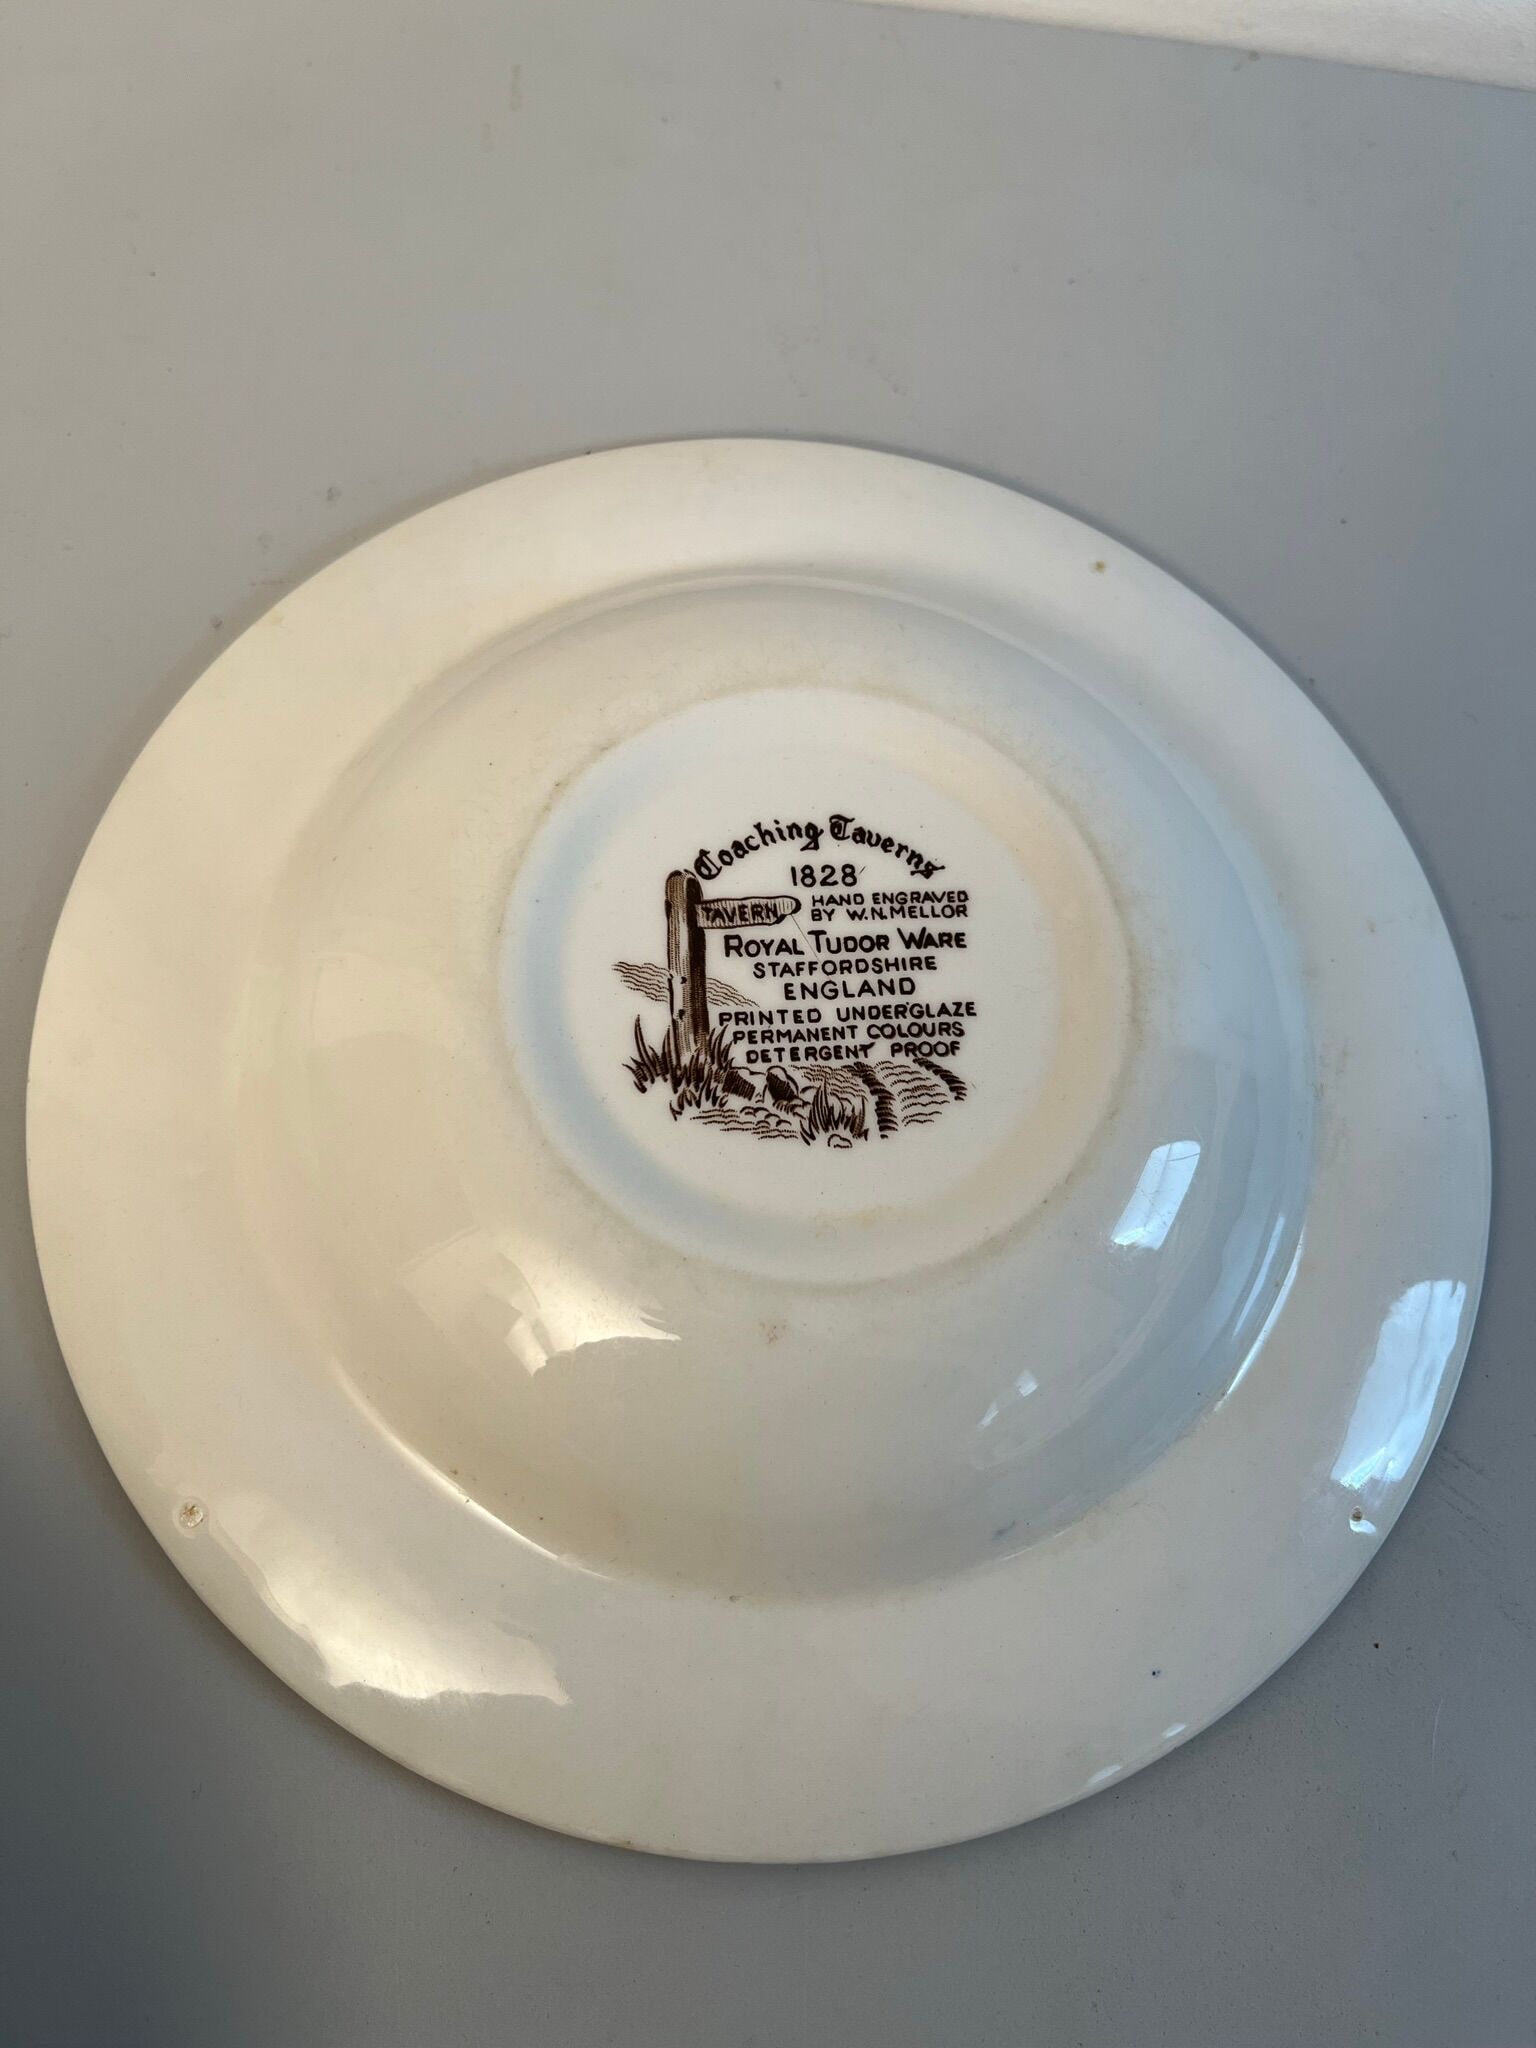 Coaching Taverns
1828
TAVERN
HAND ENGRAVED
BY W.N.MELLOR
ROYAL TUDOR WARE
STAFFORDSHIRE
ENGLAND
PRINTED UNDERGLAZE
PERMANENT COLOURS
DETERGENT PROOF